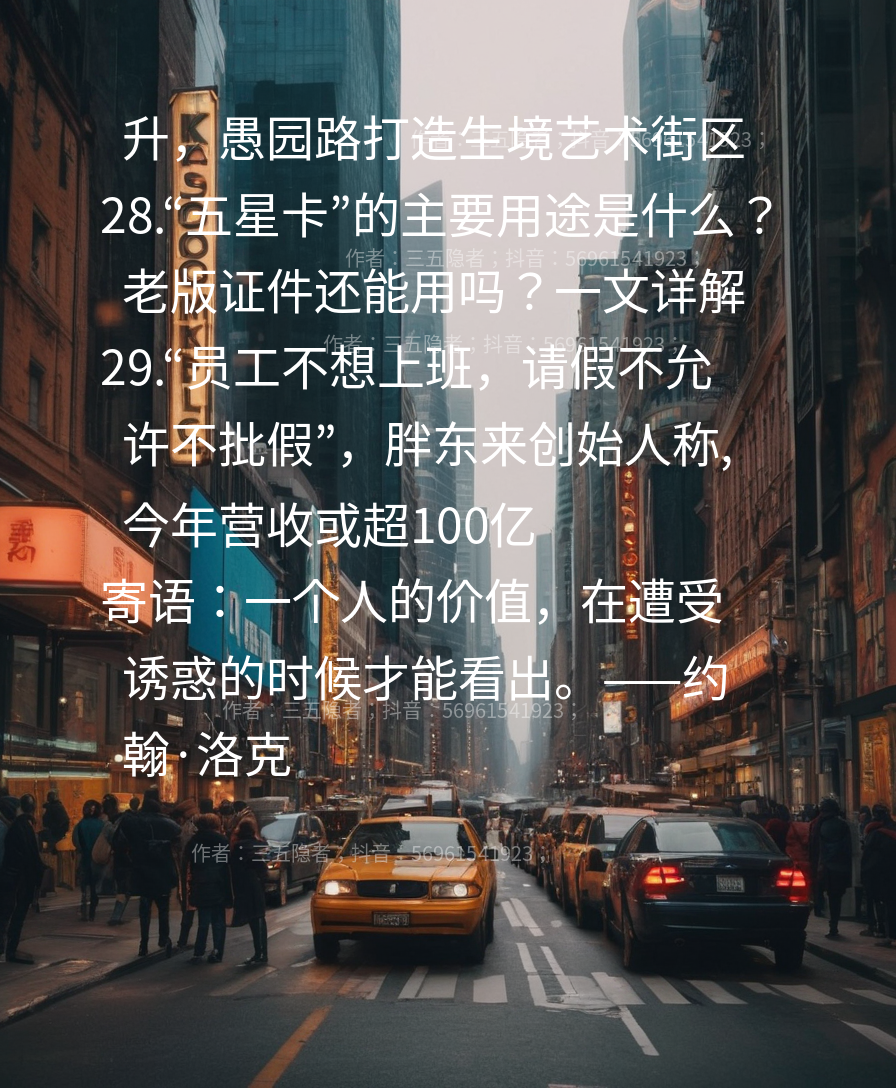 升，愚园路打造生境艺术街区
28.“五星卡”的主要用途是什么？
作者：三五隐者；抖音：56961541923；
老版证件还能用吗？一文详解
作者：三五隐者；抖音：56961541923；
29.“员工不想上班，请假不允
许不批假”，胖东来创始人称,
今年营收或超100亿
寄语：一个人的价值，在遭受
诱惑的时候才能看出。——约
作者：三五隐者；抖音：56961541923；
翰·洛克
作者：三五隐者；抖音：56961541923；